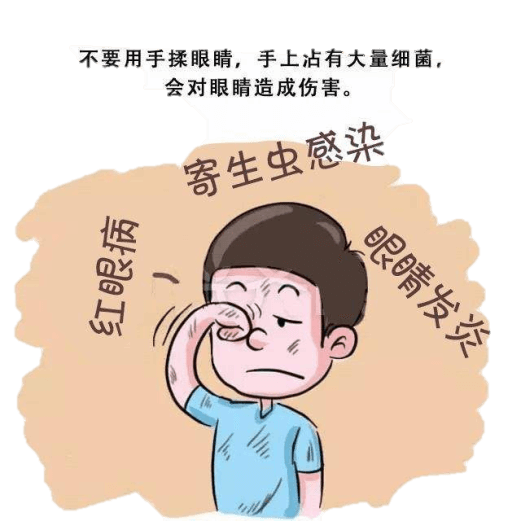 不要用手揉眼睛，手上沾有大量细菌，
会对眼睛造成伤害。
寄生虫感染
红眼病
眼睛发炎